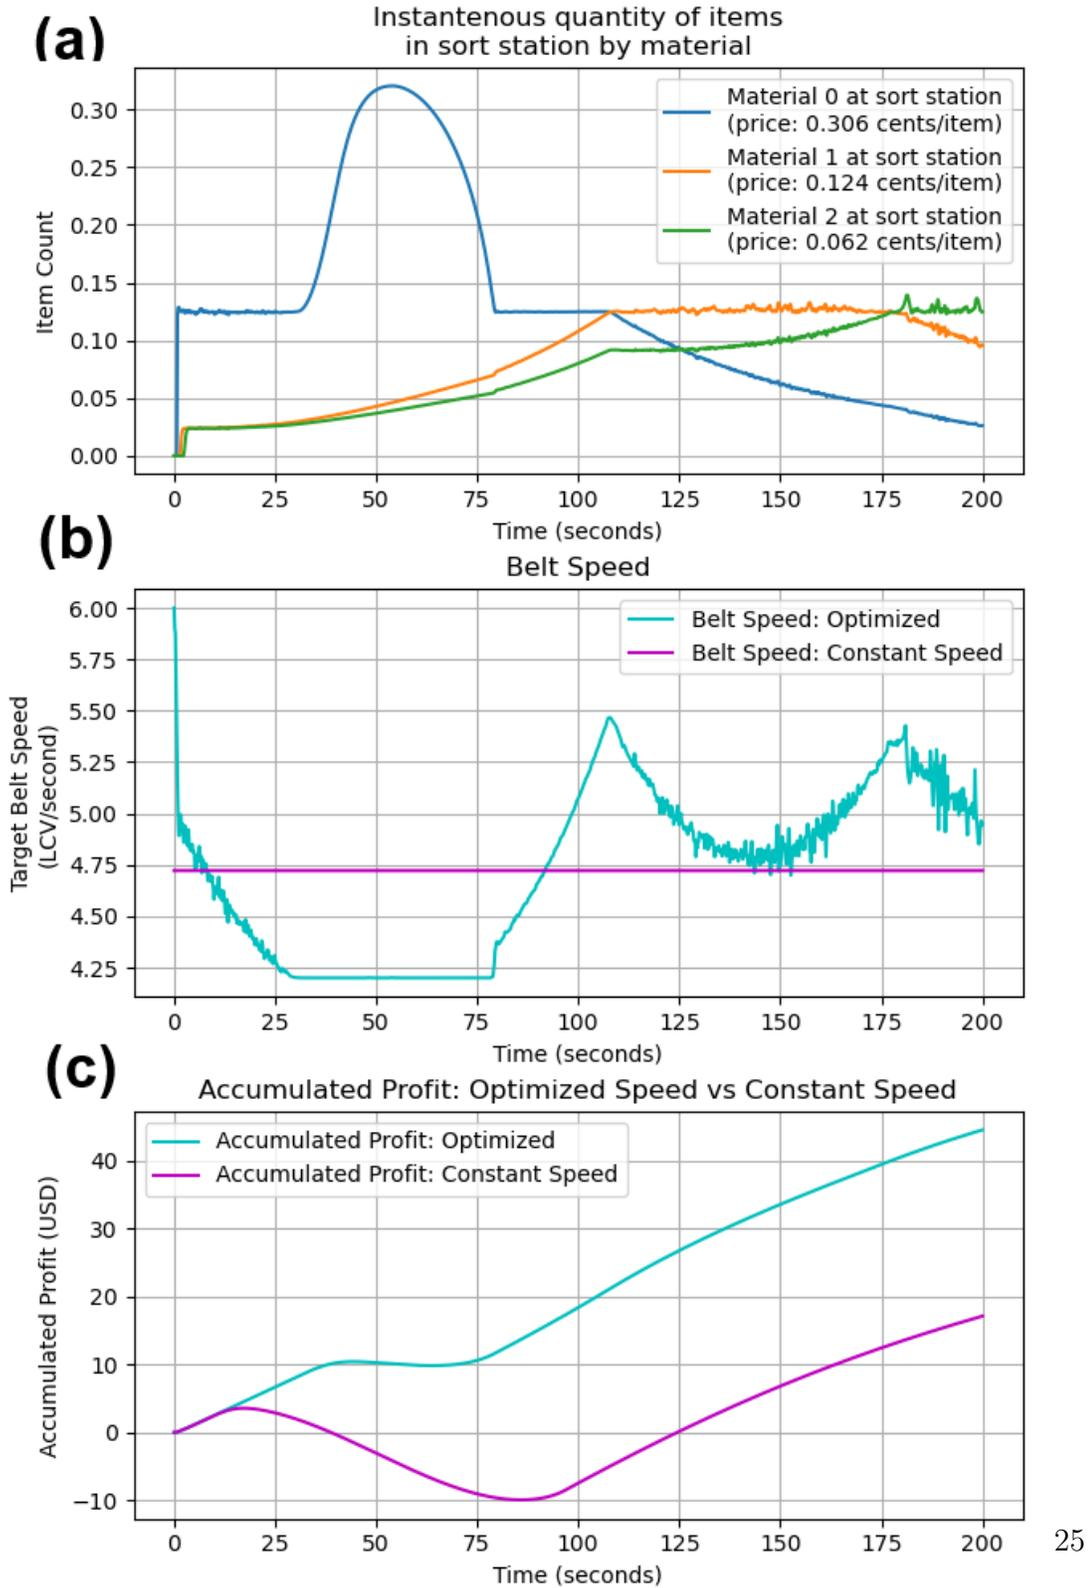 (a)
Instantenous quantity of items
in sort station by material
Item Count
0.30
0.25
0.20
0.15
0.10
0.05
0.00
Material 0 at sort station
(price: 0.306 cents/item)
Material 1 at sort station
(price: 0.124 cents/item)
Material 2 at sort station
(price: 0.062 cents/item)
0 25 50 75 100 125 150 175 200
Time (seconds)
(b)
Belt Speed
Target Belt Speed
(LCV/second)
6.00
5.75
5.50
5.25
5.00
4.75
4.50
4.25
Belt Speed: Optimized
Belt Speed: Constant Speed
0 25 50 75 100 125 150 175 200
Time (seconds)
(c)
Accumulated Profit: Optimized Speed vs Constant Speed
Accumulated Profit (USD)
40
30
20
10
0
−10
Accumulated Profit: Optimized
Accumulated Profit: Constant Speed
0 25 50 75 100 125 150 175 200
Time (seconds)
25